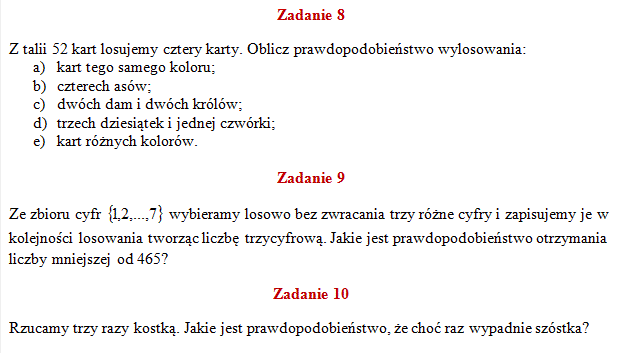 Zadanie 8
Z talii 52 kart losujemy cztery karty. Oblicz prawdopodobieństwo wylosowania:
a) kart tego samego koloru;
b) czterech asów;
c) dwóch dam i dwóch królów;
d) trzech dziesiątek i jednej czwórki;
e) kart różnych kolorów.
Zadanie 9
Ze zbioru cyfr {1,2,...,7} wybieramy losowo bez zwracania trzy różne cyfry i zapisujemy je w
kolejności losowania tworząc liczbę trzycyfrową. Jakie jest prawdopodobieństwo otrzymania
liczby mniejszej od 465?
Zadanie 10
Rzucamy trzy razy kostką. Jakie jest prawdopodobieństwo, że choć raz wypadnie szóstka?